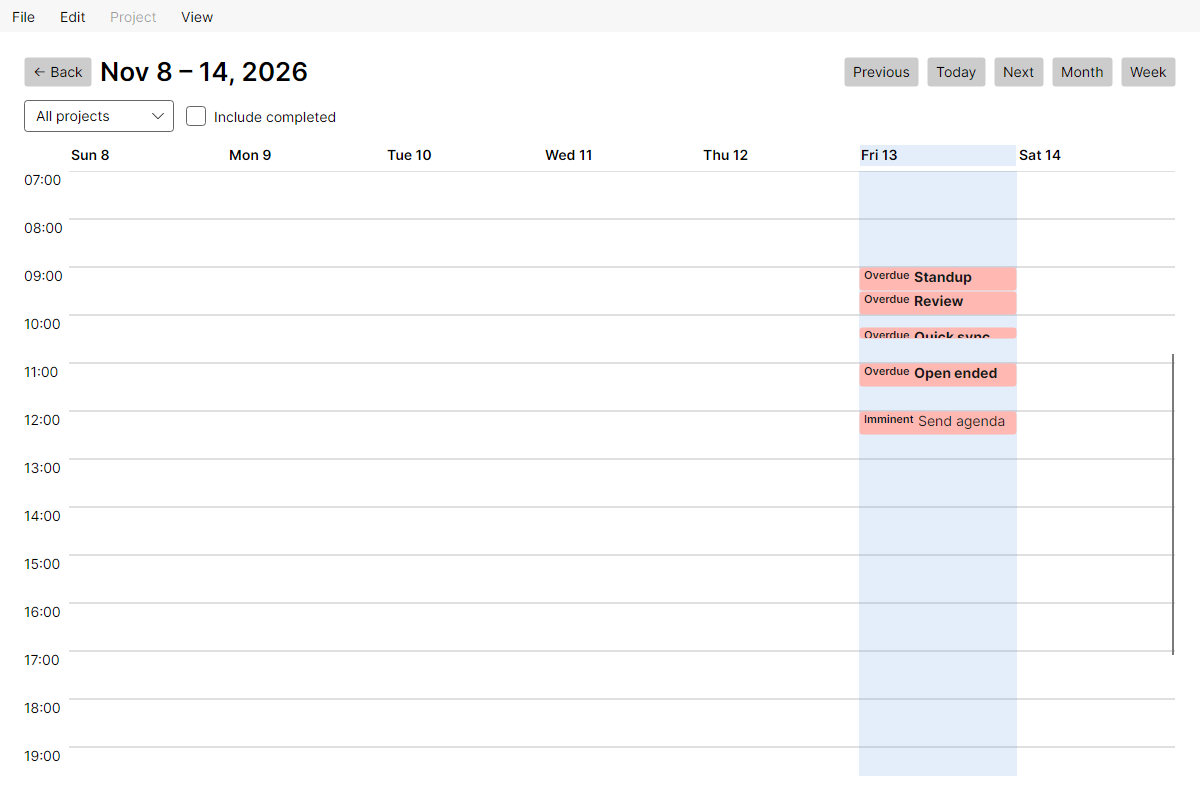 File Edit Project View
← Back Nov 8 – 14, 2026 Previous Today Next Month Week
All projects Include completed
Sun 8 Mon 9 Tue 10 Wed 11 Thu 12 Fri 13 Sat 14
07:00
08:00
09:00 Overdue Standup
Overdue Review
10:00
Overdue Quick sync
11:00 Overdue Open ended
12:00 Imminent Send agenda
13:00
14:00
15:00
16:00
17:00
18:00
19:00